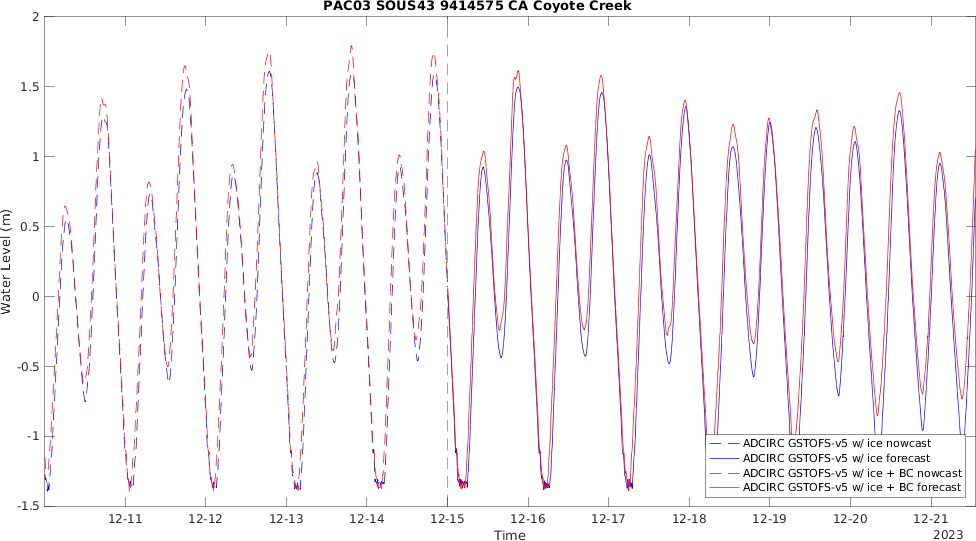 PAC03 SOUS43 9414575 CA Coyote Creek
2
1.5
1
0.5
0
-0.5
-1
-1.5
Water Level (m)
ADCIRC GSTOFS-v5 w/ ice nowcast
ADCIRC GSTOFS-v5 w/ ice forecast
ADCIRC GSTOFS-v5 w/ ice + BC nowcast
ADCIRC GSTOFS-v5 w/ ice + BC forecast
12-11 12-12 12-13 12-14 12-15 12-16 12-17 12-18 12-19 12-20 12-21
Time 2023